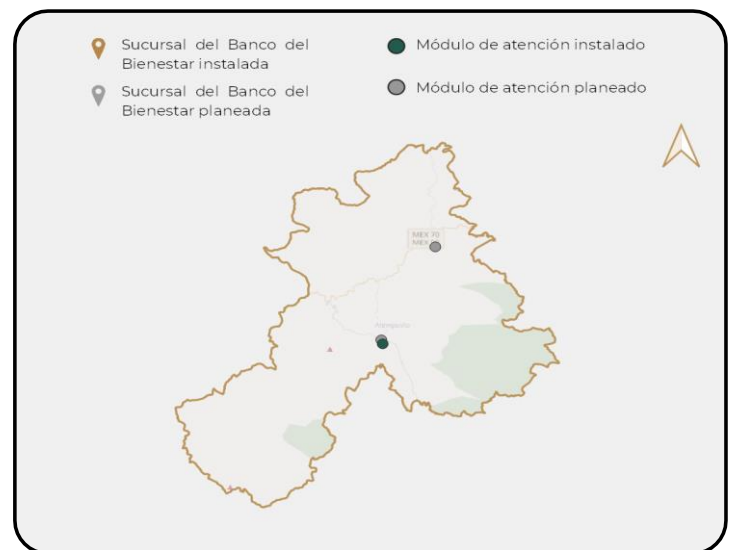 Sucursal del Banco del
Bienestar instalada
Sucursal del Banco del
Bienestar planeada
Módulo de atención instalado
Módulo de atención planeado
MEX 70
MEX